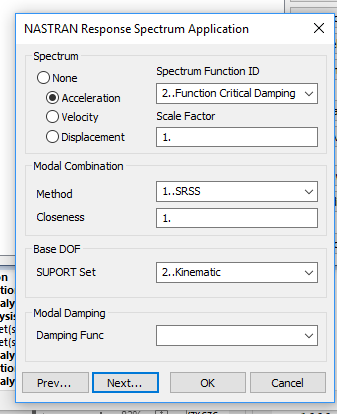 NASTRAN Response Spectrum Application
Spectrum
None
Spectrum Function ID
Acceleration
2..Function Critical Damping
Velocity
Scale Factor
Displacement
1.
Modal Combination
Method
1..SRSS
Closeness
1.
Base DOF
SUPORT Set
2..Kinematic
Modal Damping
Damping Func
Prev...
Next...
OK
Cancel